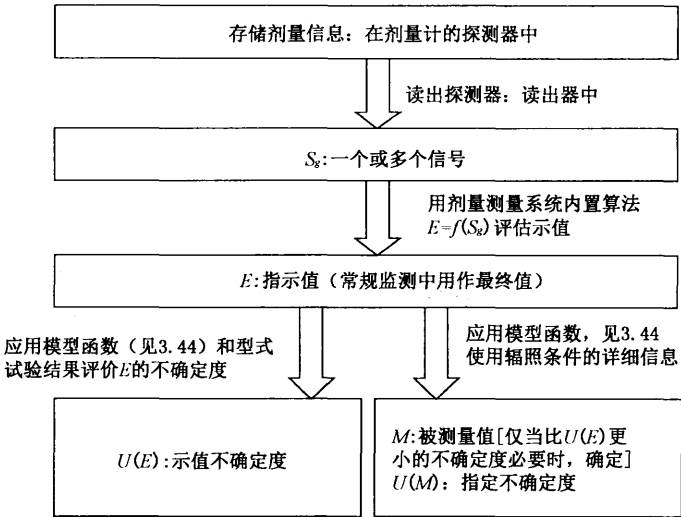 存储剂量信息：在剂量计的探测器中
读出探测器：读出器中
Sg:一个或多个信号
用剂量测量系统内置算法
E=f(Sg)评估示值
E:指示值（常规监测中用作最终值）
应用模型函数（见3.44）和型式
试验结果评价E的不确定度
应用模型函数，见3.44
使用辐照条件的详细信息
U(E):示值不确定度
M:被测量值[仅当比U(E)更
小的不确定度必要时，确定]
U(M)：指定不确定度